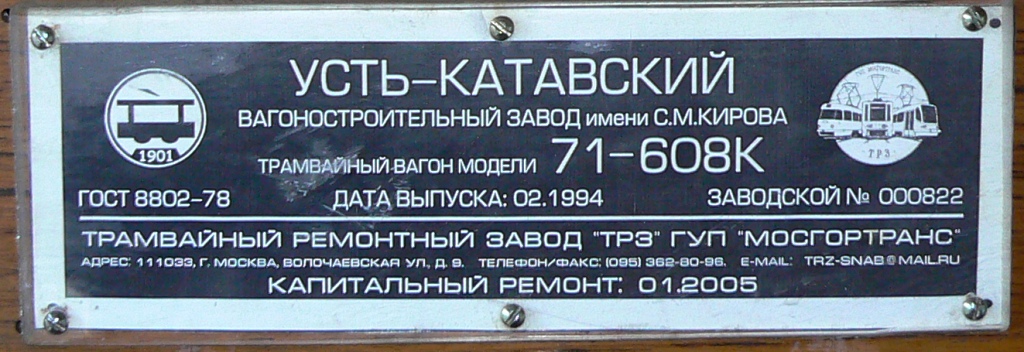 УСТЬ-КАТАВСКИЙ
ВАГОНОСТРОИТЕЛЬНЫЙ ЗАВОД имени С.М.КИРОВА
1901
ТРАМВАЙНЫЙ ВАГОН МОДЕЛИ 71-608К
ТРЗ
ГОСТ 8802-78 ДАТА ВЫПУСКА: 02.1994 ЗАВОДСКОЙ № 000822
ТРАМВАЙНЫЙ РЕМОНТНЫЙ ЗАВОД "ТРЗ" ГУП "МОСГОРТРАНС"
АДРЕС: 111033, Г. МОСКВА, ВОЛОЧАЕВСКАЯ УЛ., Д. 9. ТЕЛЕФОН/ФАКС: (095) 362-80-96. E-MAIL: TRZ-SNAB@MAIL.RU
КАПИТАЛЬНЫЙ РЕМОНТ: 01.2005